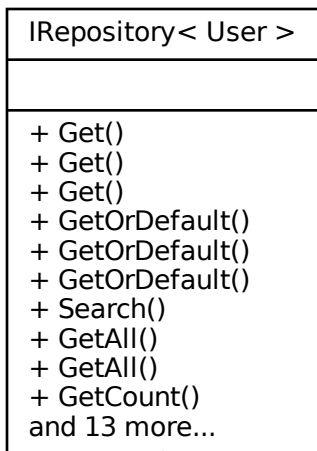 IRepository< User >
+ Get()
+ Get()
+ Get()
+ GetOrDefault()
+ GetOrDefault()
+ GetOrDefault()
+ Search()
+ GetAll()
+ GetAll()
+ GetCount()
and 13 more...